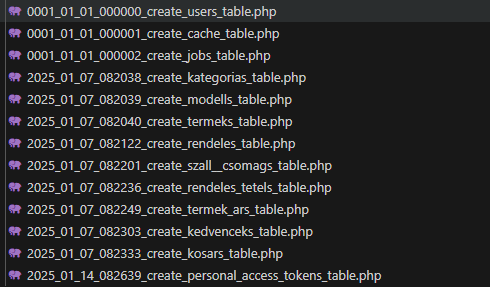 0001_01_01_000000_create_users_table.php
0001_01_01_000001_create_cache_table.php
0001_01_01_000002_create_jobs_table.php
2025_01_07_082038_create_kategorias_table.php
2025_01_07_082039_create_modells_table.php
2025_01_07_082040_create_termeks_table.php
2025_01_07_082122_create_rendeles_table.php
2025_01_07_082201_create_szall__csomags_table.php
2025_01_07_082236_create_rendeles_tetels_table.php
2025_01_07_082249_create_termek_ars_table.php
2025_01_07_082303_create_kedvenceks_table.php
2025_01_07_082333_create_kosars_table.php
2025_01_14_082639_create_personal_access_tokens_table.php